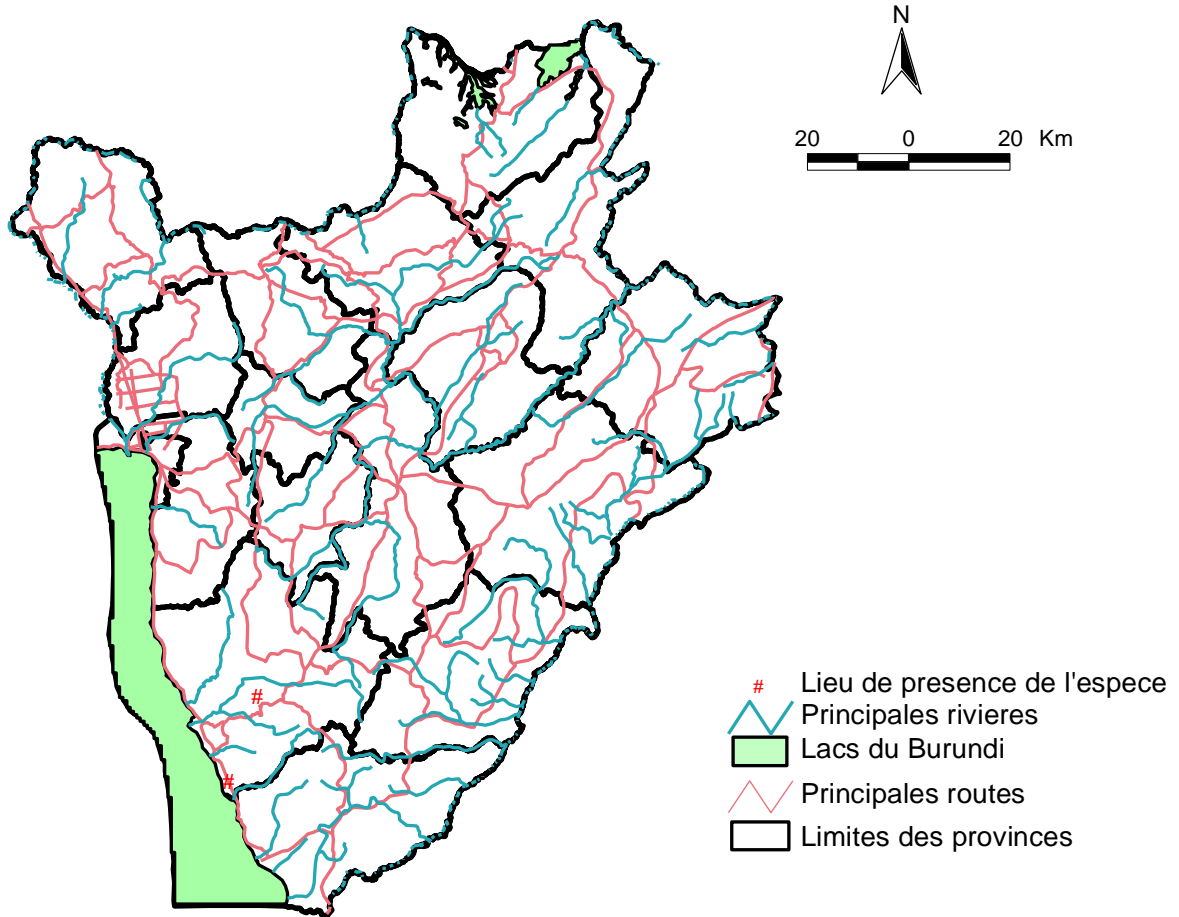 N
20 0 20 Km
# Lieu de presence de l'espece
Principales rivieres
Lacs du Burundi
Principales routes
Limites des provinces
#
#